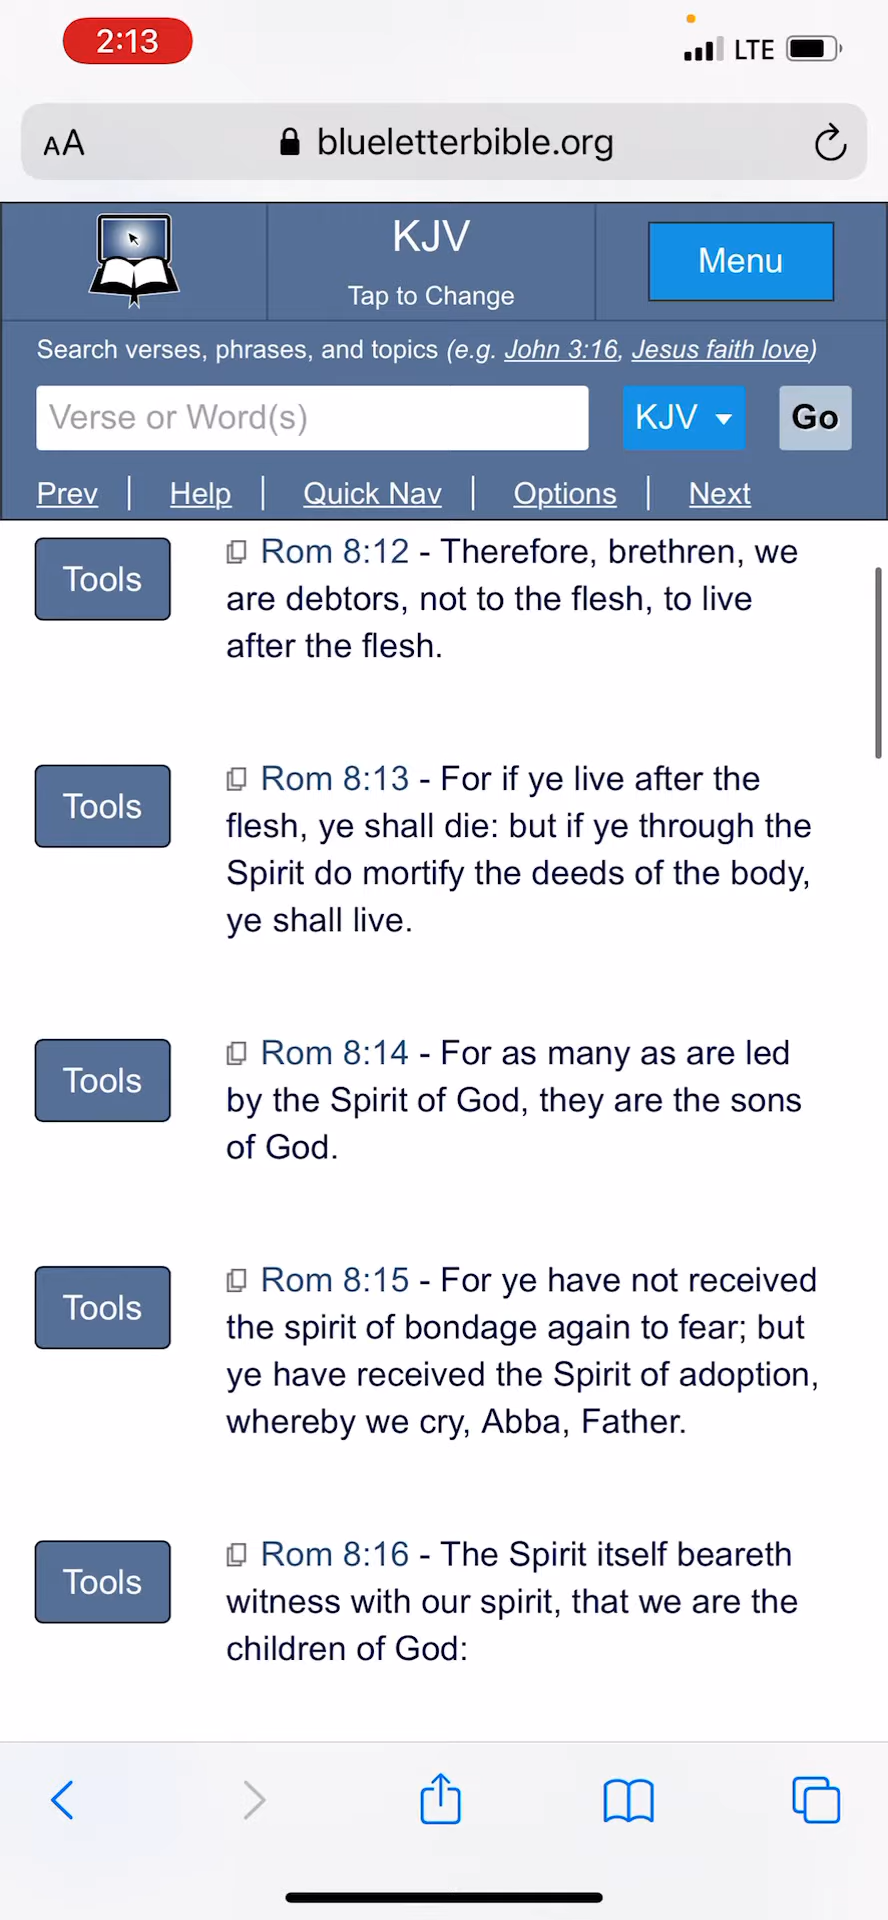 2:13
LTE
AA blueletterbible.org
KJV
Tap to Change
Menu
Search verses, phrases, and topics (e.g. John 3:16, Jesus faith love)
Verse or Word(s) KJV Go
Prev | Help | Quick Nav | Options | Next
Tools
Rom 8:12 - Therefore, brethren, we
are debtors, not to the flesh, to live
after the flesh.
Tools
Rom 8:13 - For if ye live after the
flesh, ye shall die: but if ye through the
Spirit do mortify the deeds of the body,
ye shall live.
Tools
Rom 8:14 - For as many as are led
by the Spirit of God, they are the sons
of God.
Tools
Rom 8:15 - For ye have not received
the spirit of bondage again to fear; but
ye have received the Spirit of adoption,
whereby we cry, Abba, Father.
Tools
Rom 8:16 - The Spirit itself beareth
witness with our spirit, that we are the
children of God: